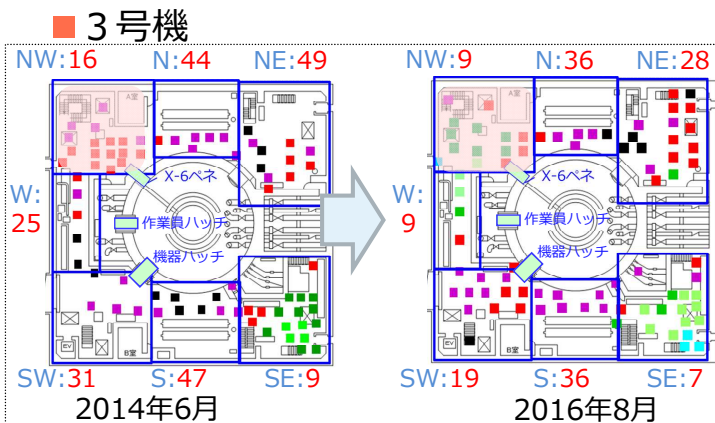 3号機
NW:16 N:44 NE:49
NW:9 N:36 NE:28
A室
A室
X-6ペネ
X-6ペネ
W:
25
W:
9
作業員ハッチ
作業員ハッチ
機器ハッチ
機器ハッチ
EV
B室
EV
B室
SW:31 S:47 SE:9
SW:19 S:36 SE:7
2014年6月
2016年8月